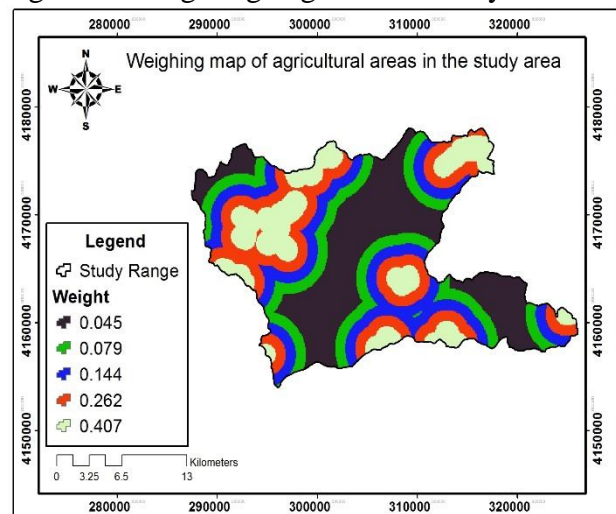 280000 290000 300000 310000 320000
Weighing map of agricultural areas in the study area
N
W E
S
4180000 4180000
4170000 4170000
4160000 4160000
4150000 4150000
Legend
Study Range
Weight
0.045
0.079
0.144
0.262
0.407
Kilometers
0 3.25 6.5 13
280000 290000 300000 310000 320000